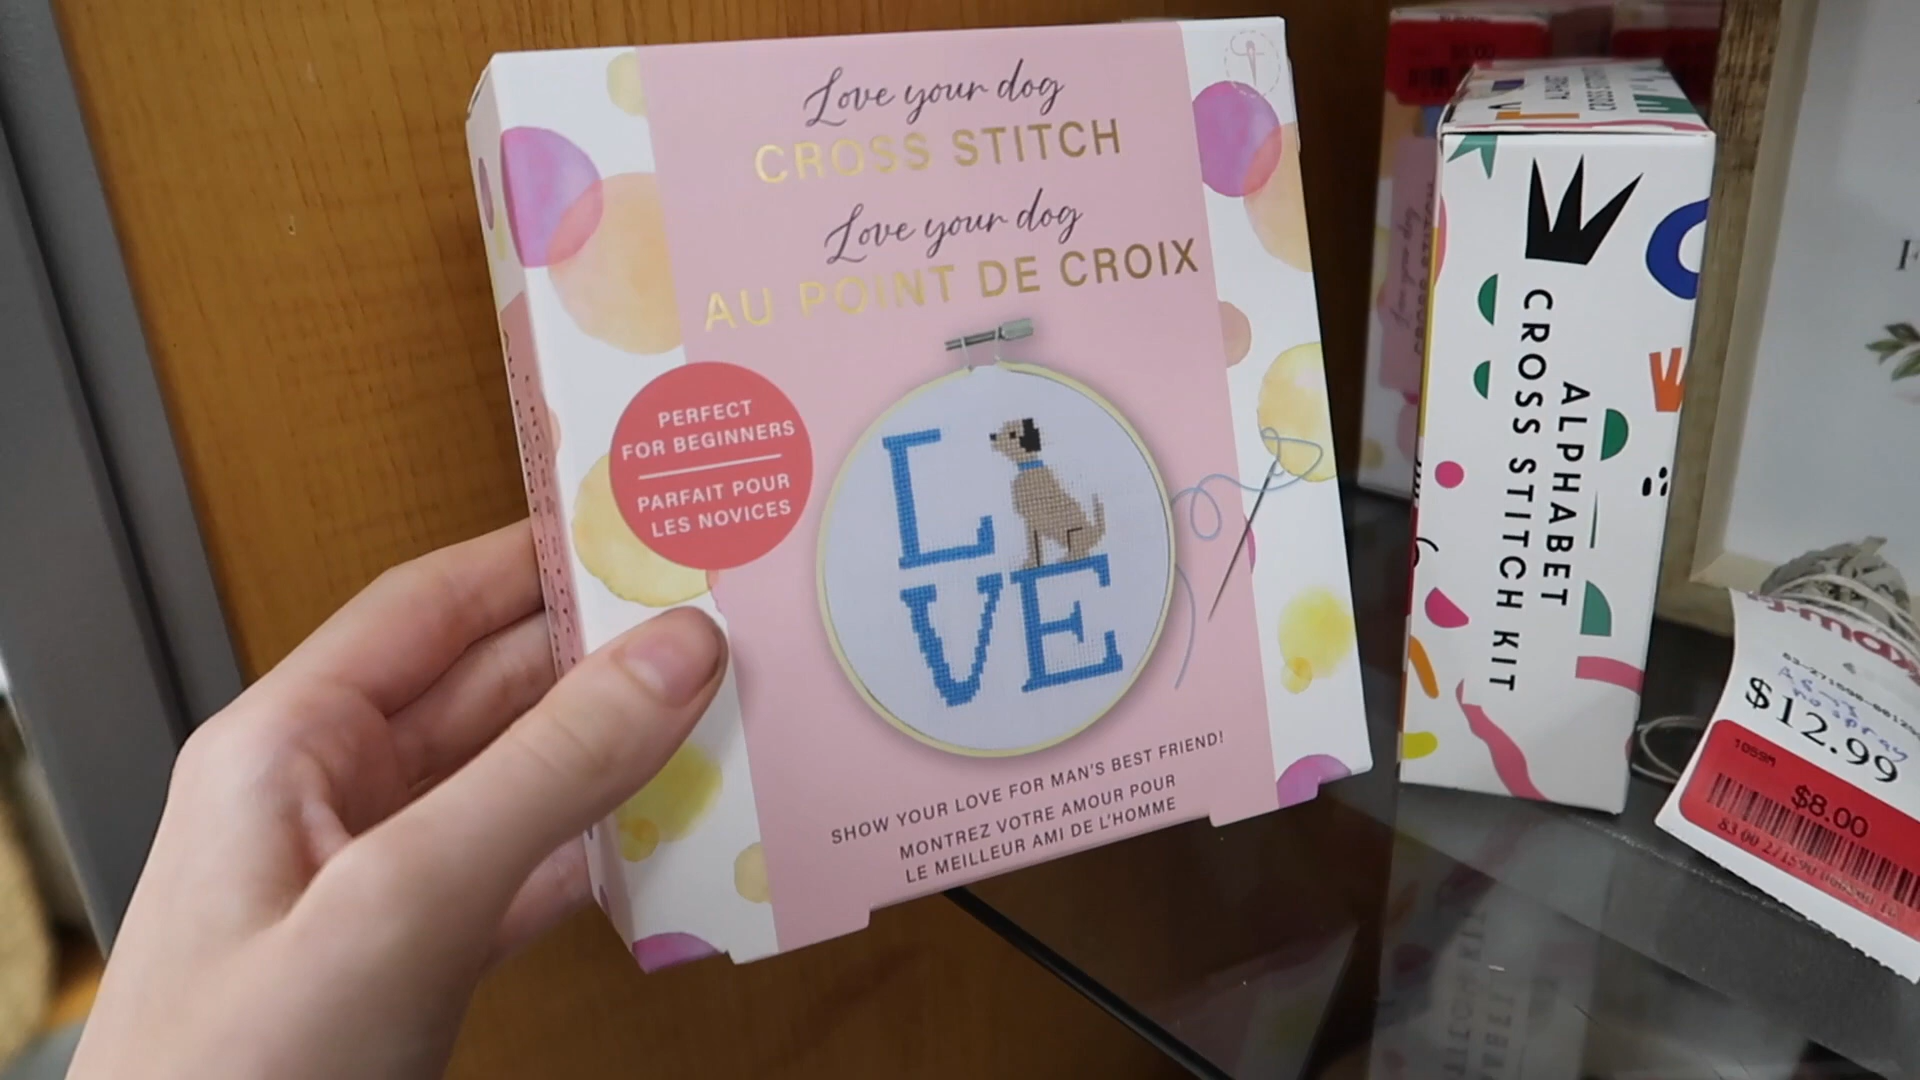 Love your dog
CROSS STITCH
Love your dog
AU POINT DE CROIX
PERFECT
FOR BEGINNERS
PARFAIT POUR
LES NOVICES
L
VE
SHOW YOUR LOVE FOR MAN'S BEST FRIEND!
MONTREZ VOTRE AMOUR POUR
LE MEILLEUR AMI DE L'HOMME
ALPHABET
CROSS STITCH KIT
$12.99
1059M
$8.00